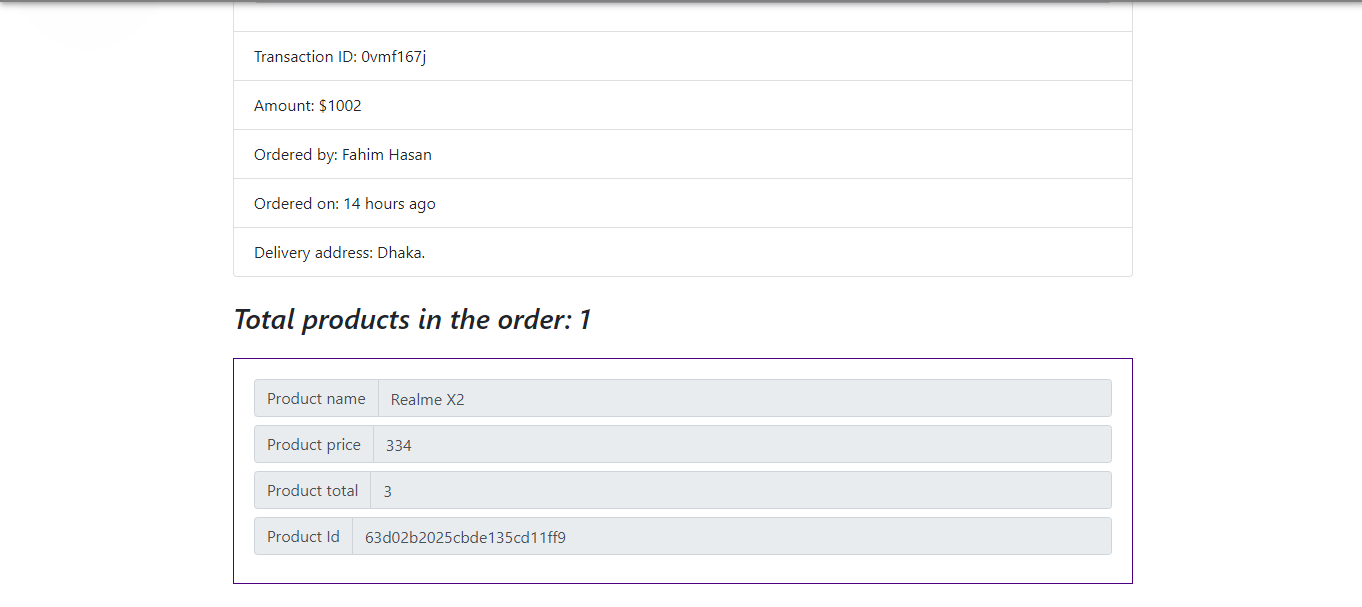 Transaction ID: 0vmf167j
Amount: $1002
Ordered by: Fahim Hasan
Ordered on: 14 hours ago
Delivery address: Dhaka.
Total products in the order: 1
Product name Realme X2
Product price 334
Product total 3
Product Id 63d02b2025cbde135cd11ff9